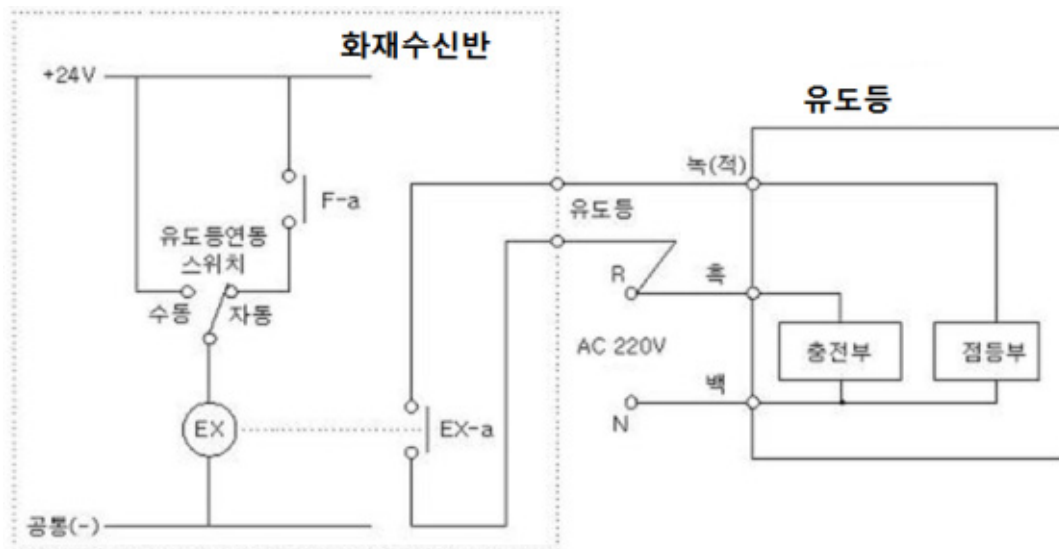 화재수신반
+24V
유도등
녹(적)
F-a
유도등
유도등연동
스위치
수동
자동
R
흑
AC 220V
충전부
점등부
백
N
EX
EX-a
공통(-)